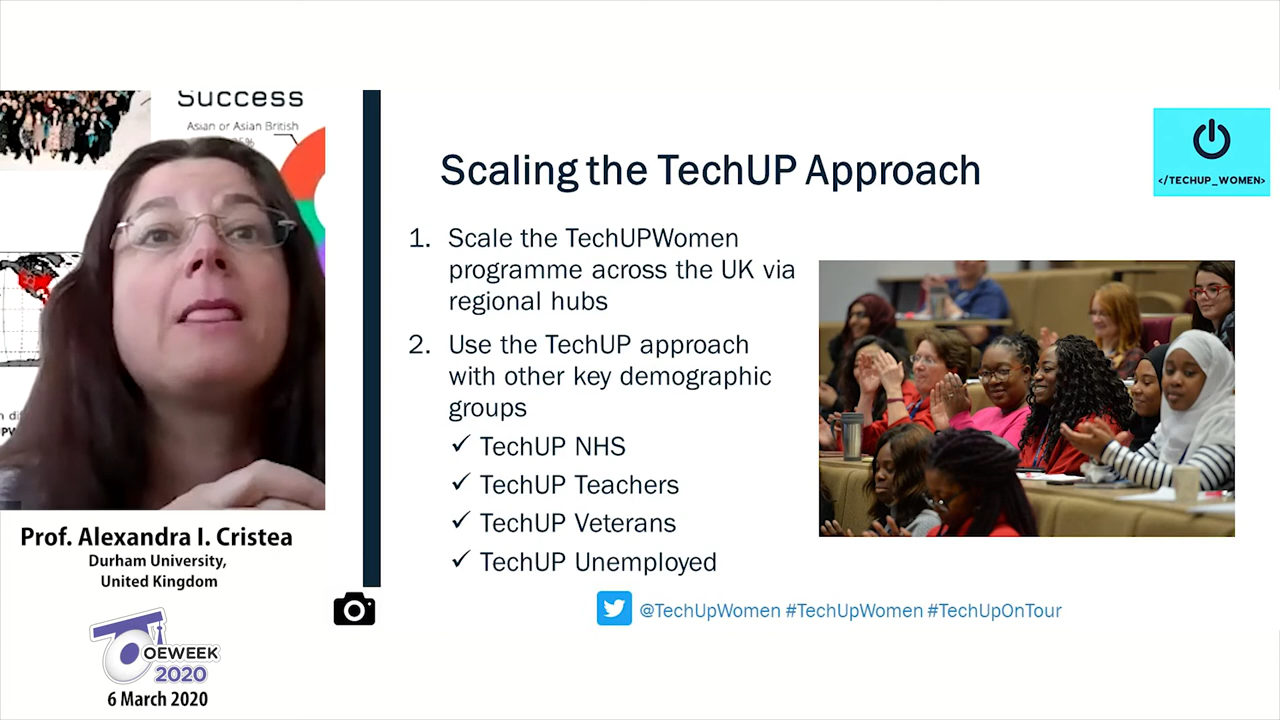 Success
Asian or Asian British
Prof. Alexandra I. Cristea
Durham University,
United Kingdom
OEWEEK
2020
6 March 2020
Scaling the TechUP Approach
</TECHUP_WOMEN>
1. Scale the TechUPWomen
programme across the UK via
regional hubs
2. Use the TechUP approach
with other key demographic
groups
✓ TechUP NHS
✓ TechUP Teachers
✓ TechUP Veterans
✓ TechUP Unemployed
@TechUpWomen #TechUpWomen #TechUpOnTour